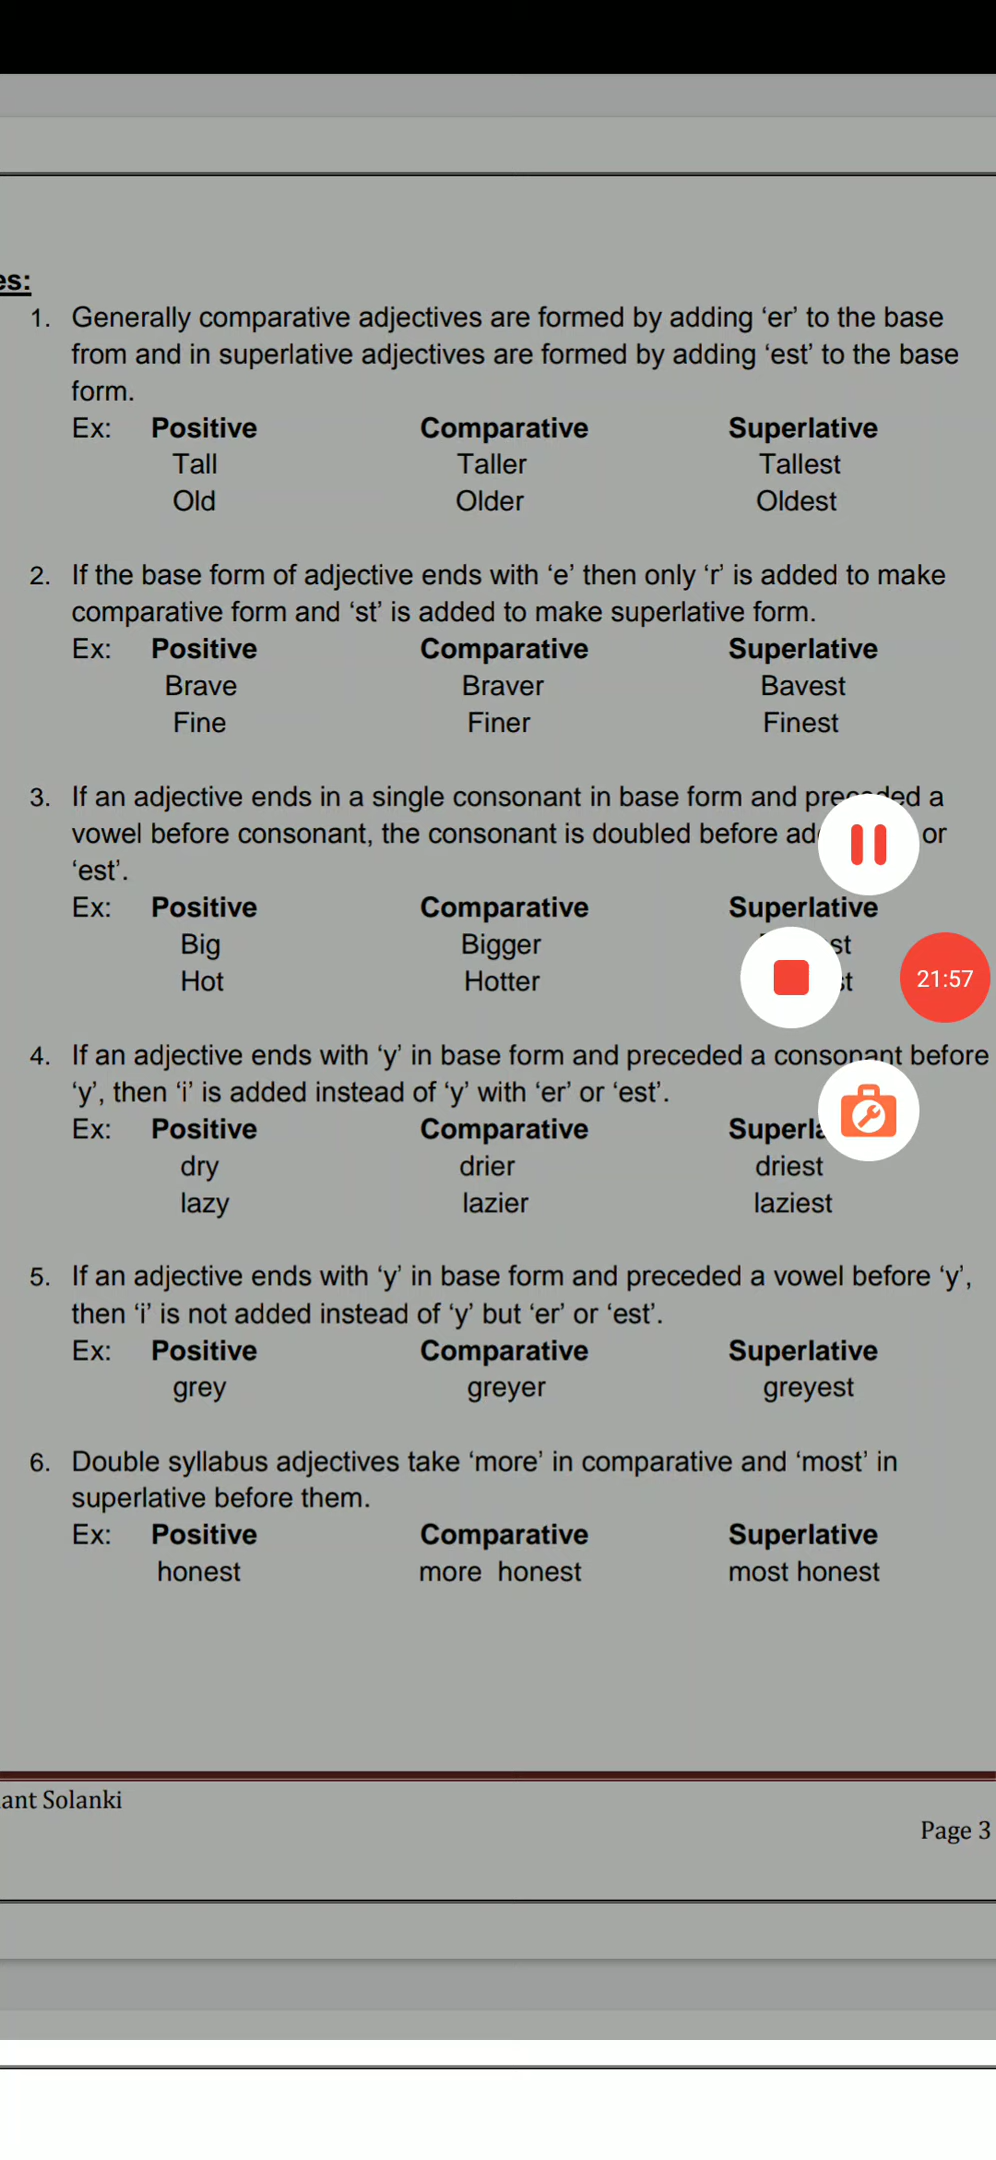 es:
1. Generally comparative adjectives are formed by adding ‘er’ to the base
from and in superlative adjectives are formed by adding ‘est’ to the base
form.
Ex: Positive Comparative Superlative
Tall Taller Tallest
Old Older Oldest
2. If the base form of adjective ends with ‘e’ then only ‘r’ is added to make
comparative form and ‘st’ is added to make superlative form.
Ex: Positive Comparative Superlative
Brave Braver Bavest
Fine Finer Finest
3. If an adjective ends in a single consonant in base form and preceded a
vowel before consonant, the consonant is doubled before ad or
‘est’.
Ex: Positive Comparative Superlative
Big Bigger st
Hot Hotter st
21:57
4. If an adjective ends with ‘y’ in base form and preceded a consonant before
‘y’, then ‘i’ is added instead of ‘y’ with ‘er’ or ‘est’.
Ex: Positive Comparative Superla
dry drier driest
lazy lazier laziest
5. If an adjective ends with ‘y’ in base form and preceded a vowel before ‘y’,
then ‘i’ is not added instead of ‘y’ but ‘er’ or ‘est’.
Ex: Positive Comparative Superlative
grey greyer greyest
6. Double syllabus adjectives take ‘more’ in comparative and ‘most’ in
superlative before them.
Ex: Positive Comparative Superlative
honest more honest most honest
ant Solanki
Page 3